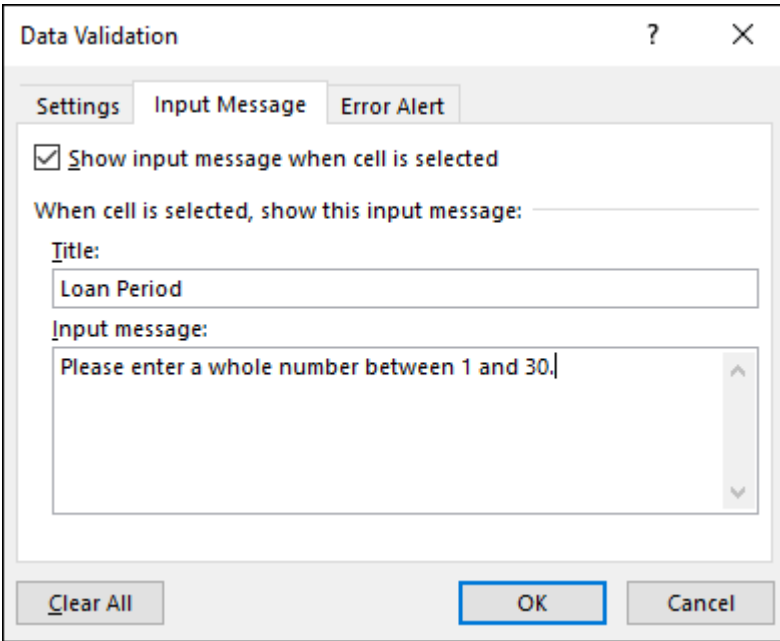 Data Validation ?
Settings Input Message Error Alert
Show input message when cell is selected
When cell is selected, show this input message:
Title:
Loan Period
Input message:
Please enter a whole number between 1 and 30.
Clear All OK Cancel